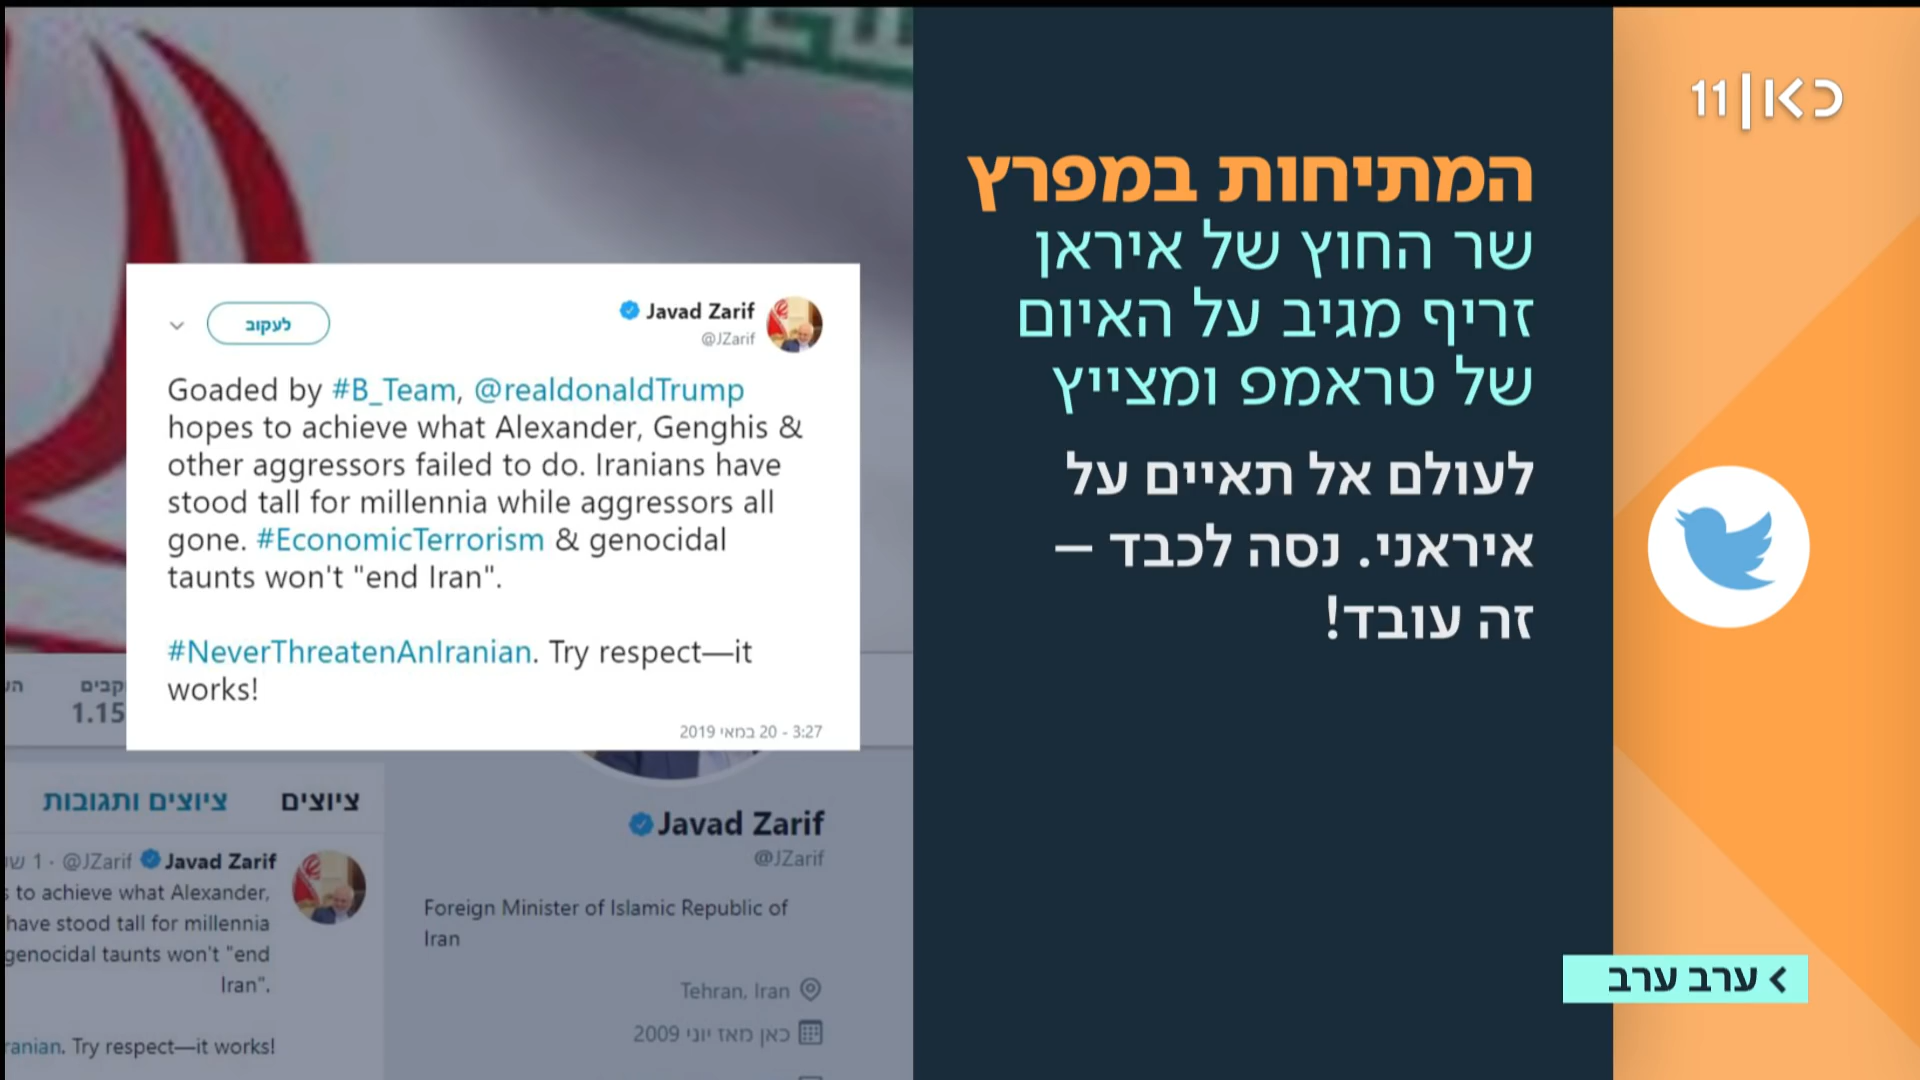 כאן|11
המתיחות במפרץ
שר החוץ של איראן
זריף מגיב על האיום
של טראמפ ומצייץ
לעולם אל תאיים על
איראני. נסה לכבד –
זה עובד!
ערב ערב
Javad Zarif
@JZarif
לעקוב
Goaded by #B_Team, @realdonaldTrump
hopes to achieve what Alexander, Genghis &
other aggressors failed to do. Iranians have
stood tall for millennia while aggressors all
gone. #EconomicTerrorism & genocidal
taunts won't "end Iran".
#NeverThreatenAnIranian. Try respect—it
works!
3:27 - 20 במאי 2019
1.15
Javad Zarif
@JZarif
Foreign Minister of Islamic Republic of
Iran
Tehran, Iran
כאן מאז יוני 2009
ציוצים
ציוצים ותגובות
Javad Zarif @JZarif · 1
to achieve what Alexander,
have stood tall for millennia
genocidal taunts won't "end
Iran".
ranian. Try respect—it works!